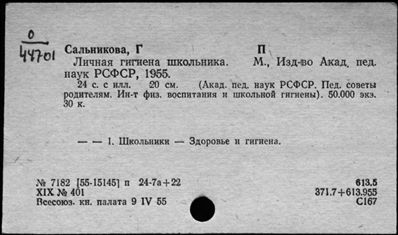 0
44701
Сальникова, Г П
Личная гигиена школьника. М., Изд-во Акад. пед.
наук РСФСР, 1955.
24 с. с илл. 20 см. (Акад. пед. наук РСФСР. Пед. советы
родителям. Ин-т физ. воспитания и школьной гигиены). 50.000 экз.
30 к.
— — 1. Школьники — Здоровье и гигиена.
№ 7182 [55-15145] п 24-7а+22 613.5
XIX № 401 371.7+613.955
Всесоюз. кн. палата 9 IV 55 С167